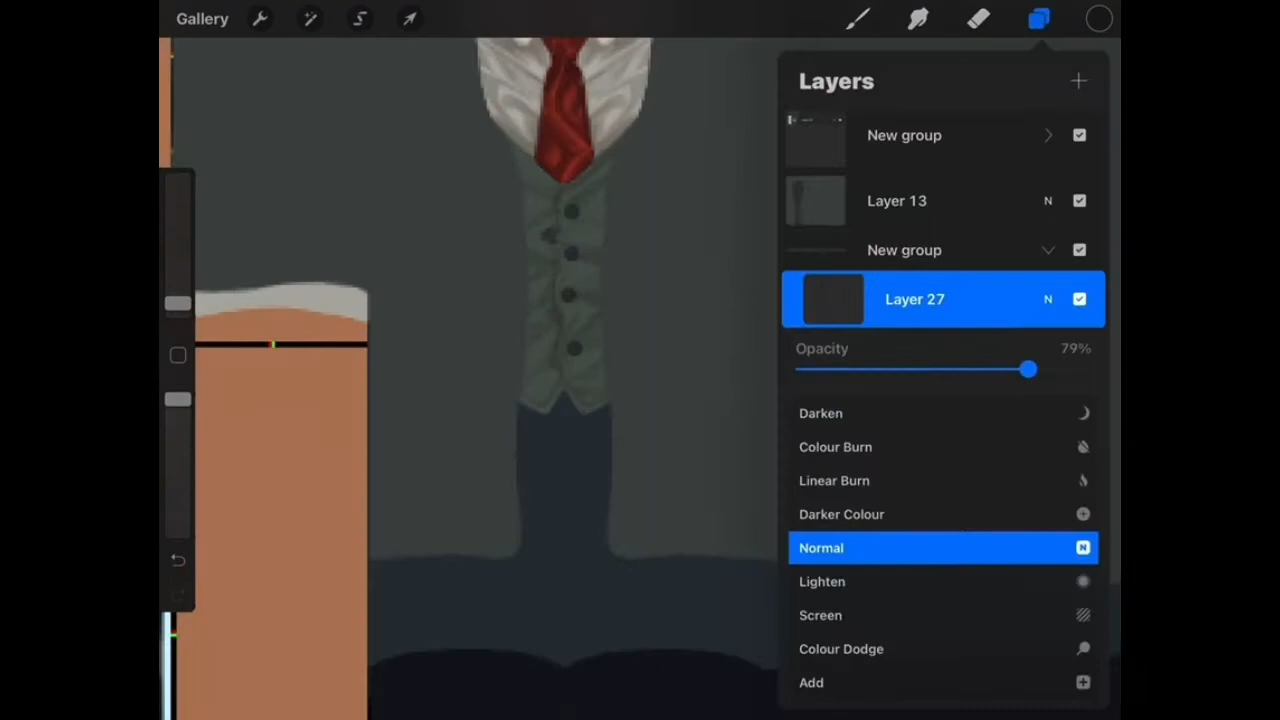 Gallery
Layers
New group
Layer 13 N
New group
Layer 27 N
Opacity 79%
Darken
Colour Burn
Linear Burn
Darker Colour
Normal N
Lighten
Screen
Colour Dodge
Add